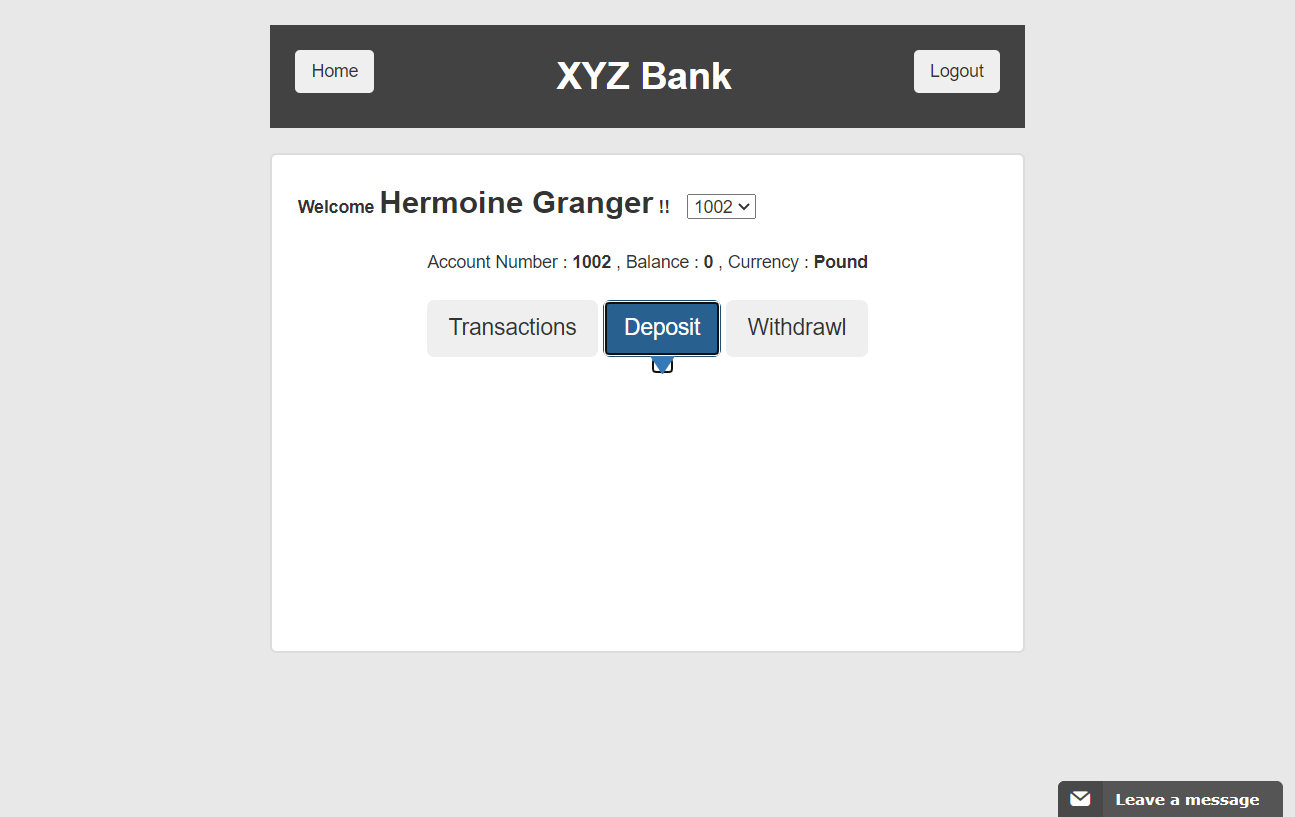 Home
XYZ Bank
Logout
Welcome Hermoine Granger !! 1002
Account Number : 1002 , Balance : 0 , Currency : Pound
Transactions
Deposit
Withdrawl
Leave a message